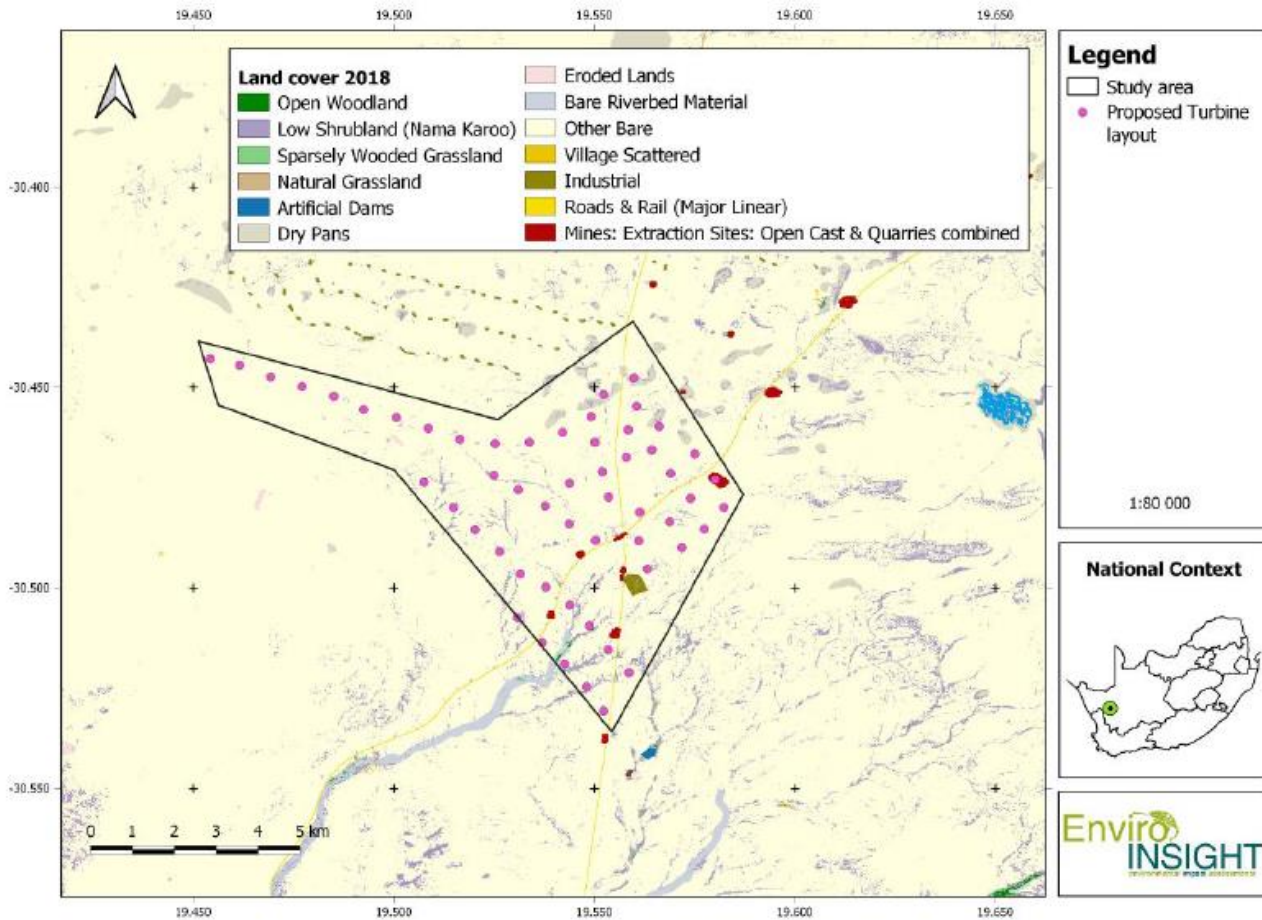 19.450 19.500 19.550 19.600 19.650
Land cover 2018
Open Woodland
Low Shrubland (Nama Karoo)
Sparsely Wooded Grassland
Natural Grassland
Artificial Dams
Dry Pans
Eroded Lands
Bare Riverbed Material
Other Bare
Village Scattered
Industrial
Roads & Rail (Major Linear)
Mines: Extraction Sites: Open Cast & Quarries combined
Legend
Study area
Proposed Turbine
layout
-30.400
-30.450
-30.500
-30.550
1:80 000
National Context
0 1 2 3 4 5 km
Enviro
INSIGHT
environmental impact assessments
19.450 19.500 19.550 19.600 19.650